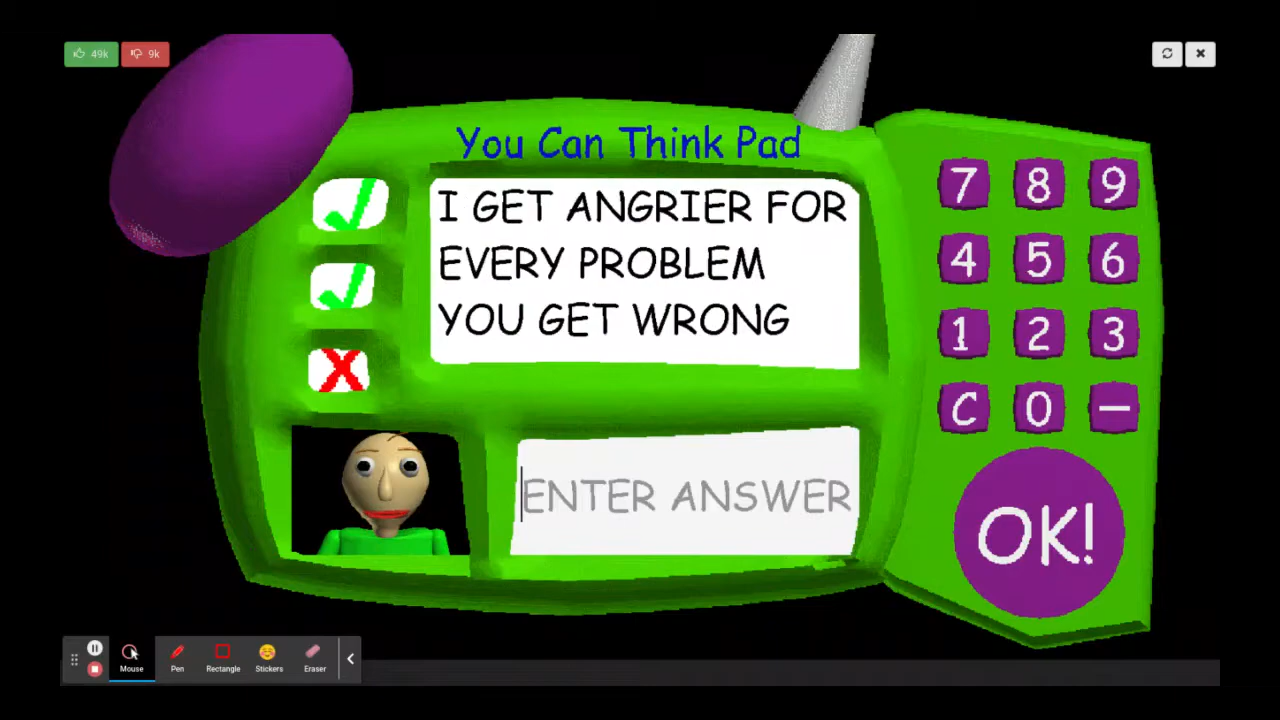 49k
9k
You Can Think Pad
I GET ANGRIER FOR
EVERY PROBLEM
YOU GET WRONG
ENTER ANSWER
7 8 9
4 5 6
1 2 3
C 0 —
OK!
Mouse
Pen
Rectangle
Stickers
Eraser